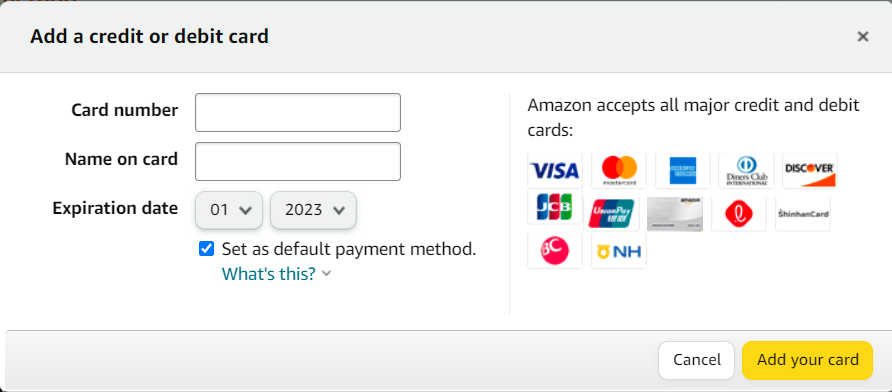 Add a credit or debit card
×
Card number
Name on card
Expiration date 01 2023
Set as default payment method.
What's this?
Amazon accepts all major credit and debit
cards:
VISA mastercard AMERICAN EXPRESS Diners Club INTERNATIONAL DISCOVER
JCB UnionPay 银联 amazon ShinhanCard
BC NH
Cancel Add your card